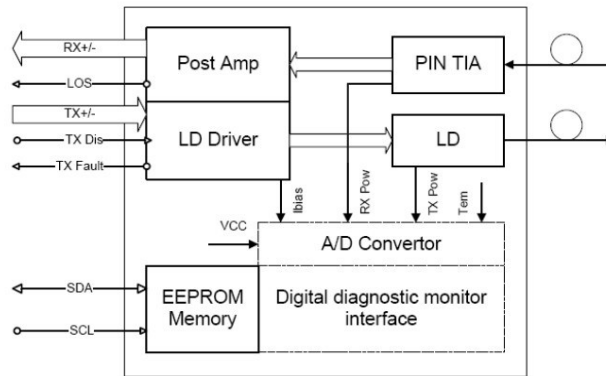 RX+/-
Post Amp
PIN TIA
LOS
TX+/-
LD Driver
LD
TX Dis
TX Fault
Ibias
RX Pow
TX Pow
Tem
VCC
A/D Convertor
SDA
EEPROM
Memory
Digital diagnostic monitor
interface
SCL